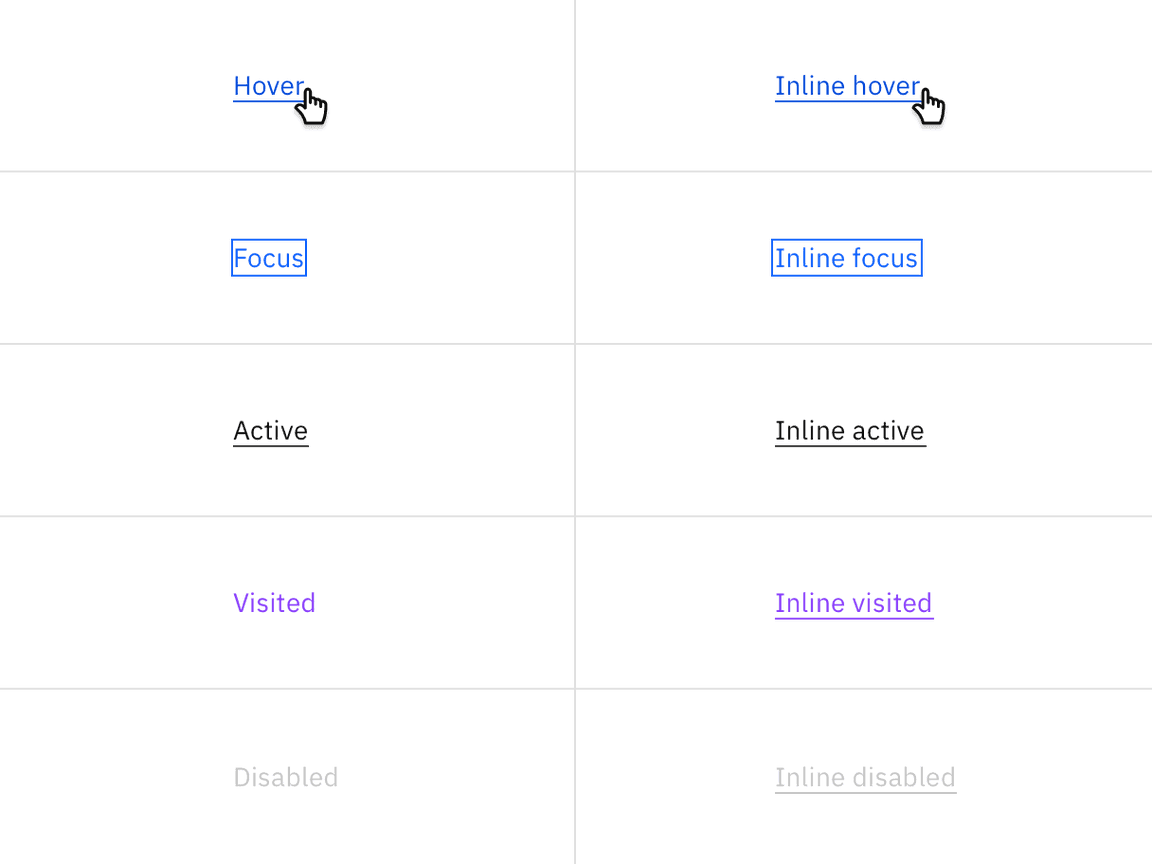 Hover
Inline hover
Focus
Inline focus
Active
Inline active
Visited
Inline visited
Disabled
Inline disabled